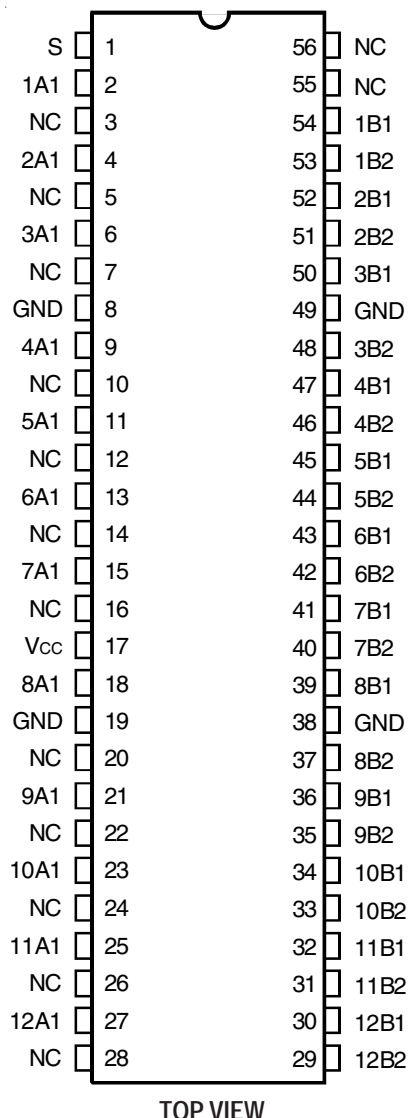 S 1 56 NC
1A1 2 55 NC
NC 3 54 1B1
2A1 4 53 1B2
NC 5 52 2B1
3A1 6 51 2B2
NC 7 50 3B1
GND 8 49 GND
4A1 9 48 3B2
NC 10 47 4B1
5A1 11 46 4B2
NC 12 45 5B1
6A1 13 44 5B2
NC 14 43 6B1
7A1 15 42 6B2
NC 16 41 7B1
VCC 17 40 7B2
8A1 18 39 8B1
GND 19 38 GND
NC 20 37 8B2
9A1 21 36 9B1
NC 22 35 9B2
10A1 23 34 10B1
NC 24 33 10B2
11A1 25 32 11B1
NC 26 31 11B2
12A1 27 30 12B1
NC 28 29 12B2
TOP VIEW